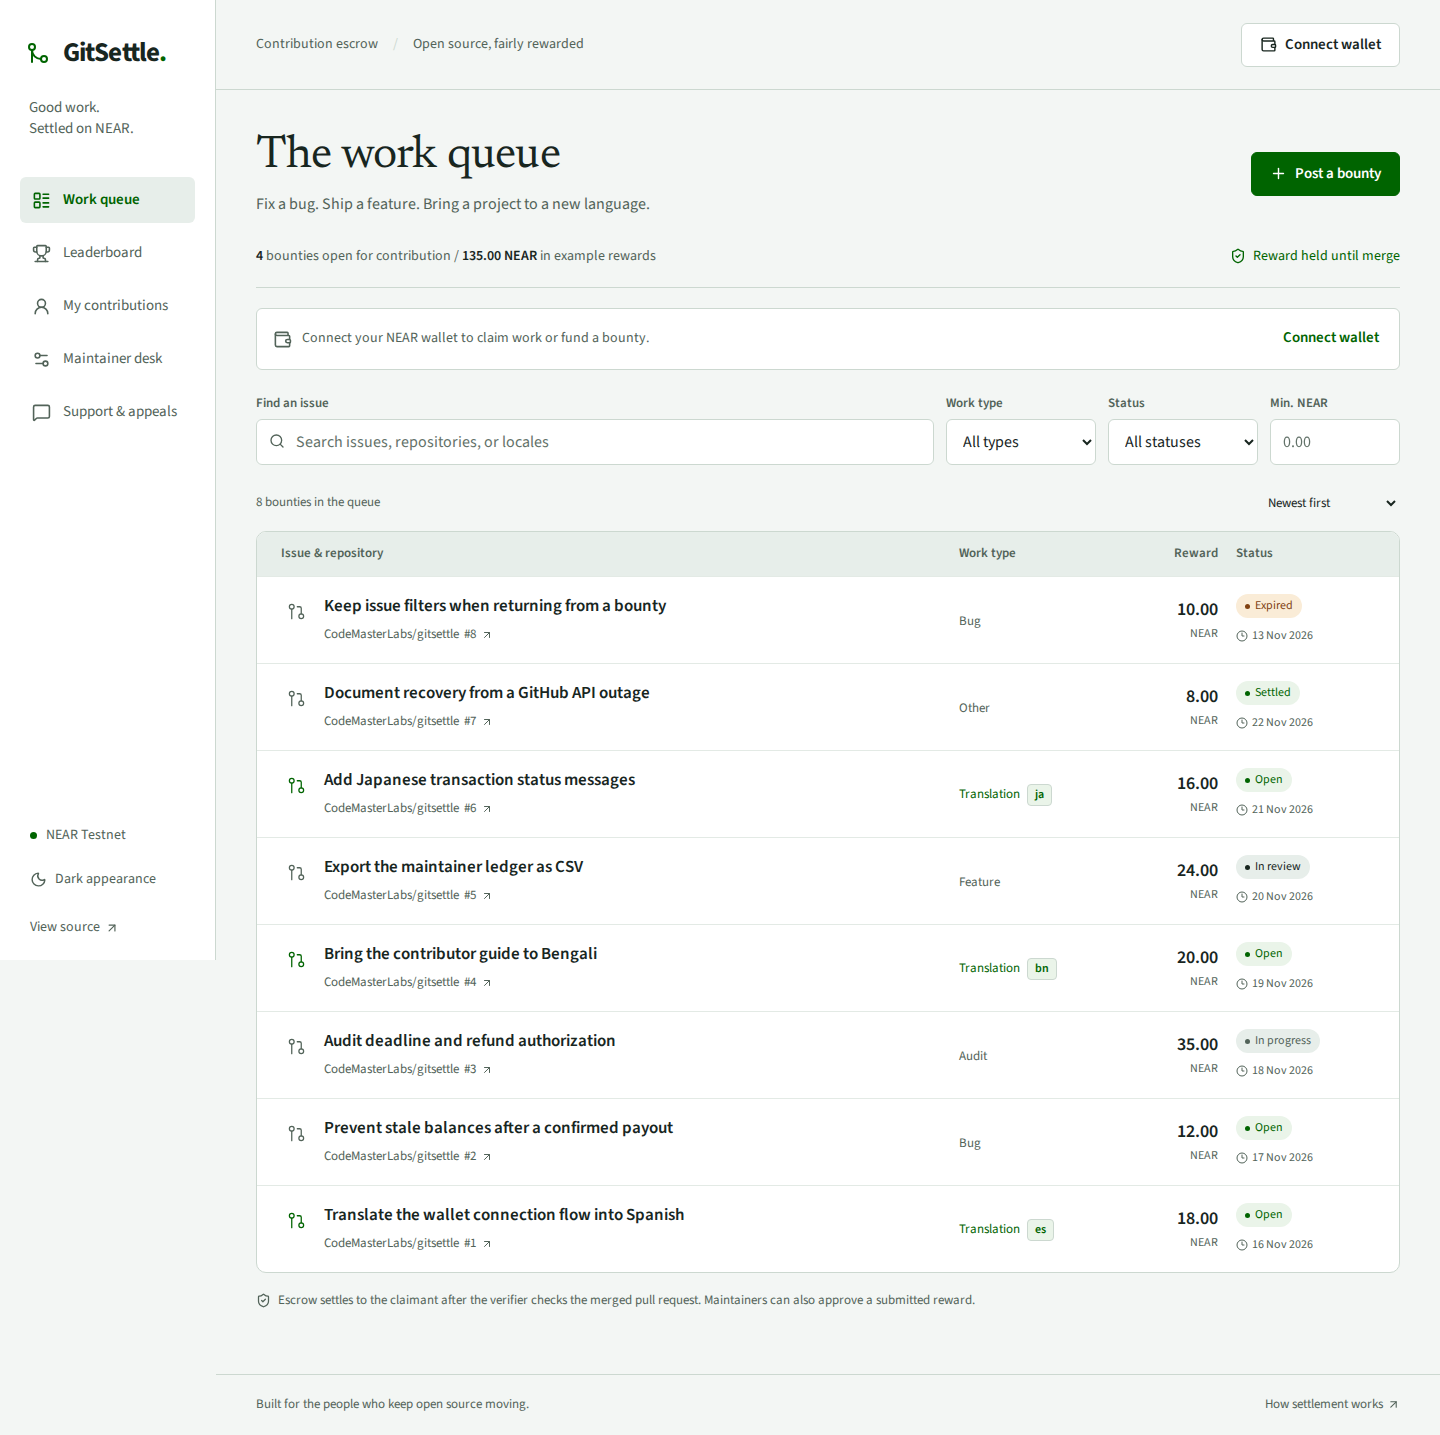 GitSettle.
Good work.
Settled on NEAR.
Work queue
Leaderboard
My contributions
Maintainer desk
Support & appeals
NEAR Testnet
Dark appearance
View source
Contribution escrow / Open source, fairly rewarded
Connect wallet
The work queue
Fix a bug. Ship a feature. Bring a project to a new language.
Post a bounty
4 bounties open for contribution / 135.00 NEAR in example rewards
Reward held until merge
Connect your NEAR wallet to claim work or fund a bounty.
Connect wallet
Find an issue
Search issues, repositories, or locales
Work type
All types
Status
All statuses
Min. NEAR
0.00
8 bounties in the queue
Newest first
Issue & repository Work type Reward Status
Keep issue filters when returning from a bounty
CodeMasterLabs/gitsettle #8
Bug
10.00
NEAR
Expired
13 Nov 2026
Document recovery from a GitHub API outage
CodeMasterLabs/gitsettle #7
Other
8.00
NEAR
Settled
22 Nov 2026
Add Japanese transaction status messages
CodeMasterLabs/gitsettle #6
Translation ja
16.00
NEAR
Open
21 Nov 2026
Export the maintainer ledger as CSV
CodeMasterLabs/gitsettle #5
Feature
24.00
NEAR
In review
20 Nov 2026
Bring the contributor guide to Bengali
CodeMasterLabs/gitsettle #4
Translation bn
20.00
NEAR
Open
19 Nov 2026
Audit deadline and refund authorization
CodeMasterLabs/gitsettle #3
Audit
35.00
NEAR
In progress
18 Nov 2026
Prevent stale balances after a confirmed payout
CodeMasterLabs/gitsettle #2
Bug
12.00
NEAR
Open
17 Nov 2026
Translate the wallet connection flow into Spanish
CodeMasterLabs/gitsettle #1
Translation es
18.00
NEAR
Open
16 Nov 2026
Escrow settles to the claimant after the verifier checks the merged pull request. Maintainers can also approve a submitted reward.
Built for the people who keep open source moving.
How settlement works